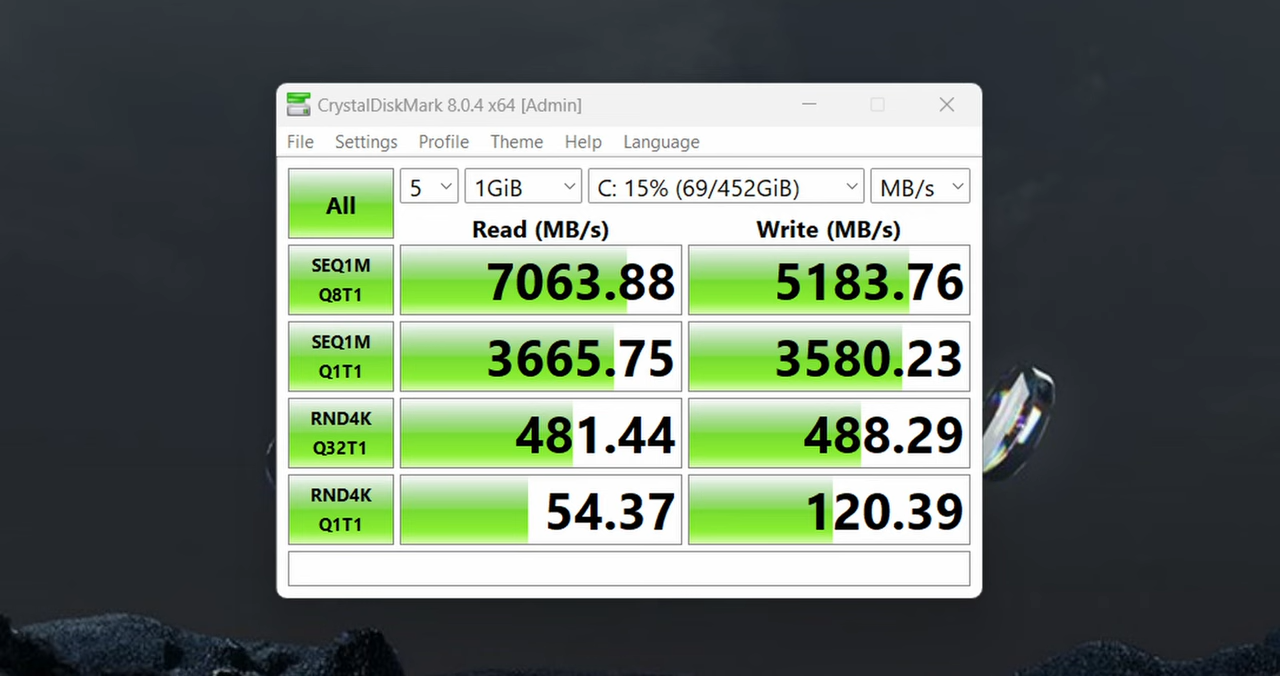 CrystalDiskMark 8.0.4 x64 [Admin]
File Settings Profile Theme Help Language
All 5 1GiB C: 15% (69/452GiB) MB/s
Read (MB/s) Write (MB/s)
SEQ1M
Q8T1 7063.88 5183.76
SEQ1M
Q1T1 3665.75 3580.23
RND4K
Q32T1 481.44 488.29
RND4K
Q1T1 54.37 120.39